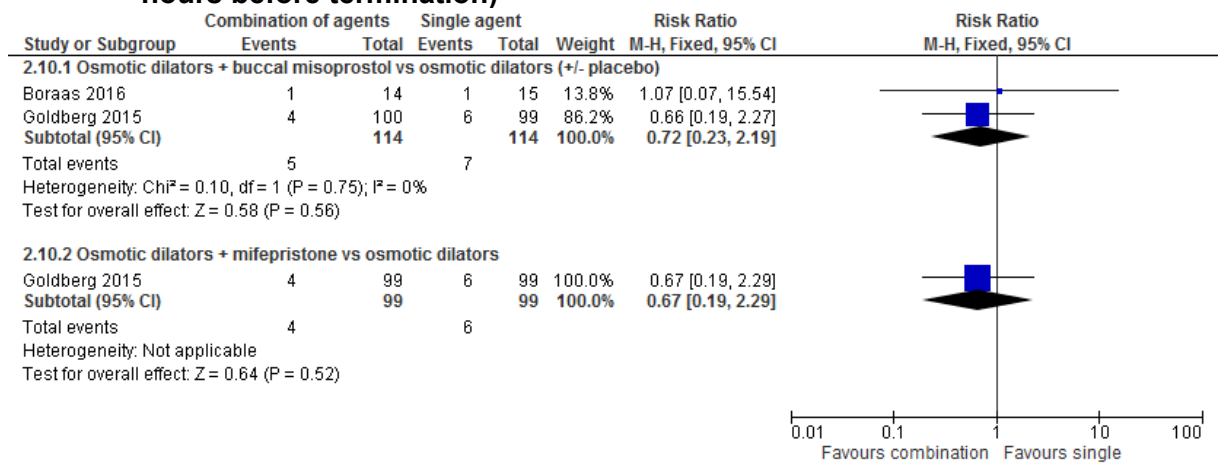 hours before termination)
Combination of agents Single agent Risk Ratio Risk Ratio
Study or Subgroup Events Total Events Total Weight M-H, Fixed, 95% CI M-H, Fixed, 95% CI
2.10.1 Osmotic dilators + buccal misoprostol vs osmotic dilators (+/- placebo)
Boraas 2016 1 14 1 15 13.8% 1.07 [0.07, 15.54]
Goldberg 2015 4 100 6 99 86.2% 0.66 [0.19, 2.27]
Subtotal (95% CI) 114 114 100.0% 0.72 [0.23, 2.19]
Total events 5 7
Heterogeneity: Chi² = 0.10, df = 1 (P = 0.75); I² = 0%
Test for overall effect: Z = 0.58 (P = 0.56)
2.10.2 Osmotic dilators + mifepristone vs osmotic dilators
Goldberg 2015 4 99 6 99 100.0% 0.67 [0.19, 2.29]
Subtotal (95% CI) 99 99 100.0% 0.67 [0.19, 2.29]
Total events 4 6
Heterogeneity: Not applicable
Test for overall effect: Z = 0.64 (P = 0.52)
0.01 0.1 1 10 100
Favours combination Favours single